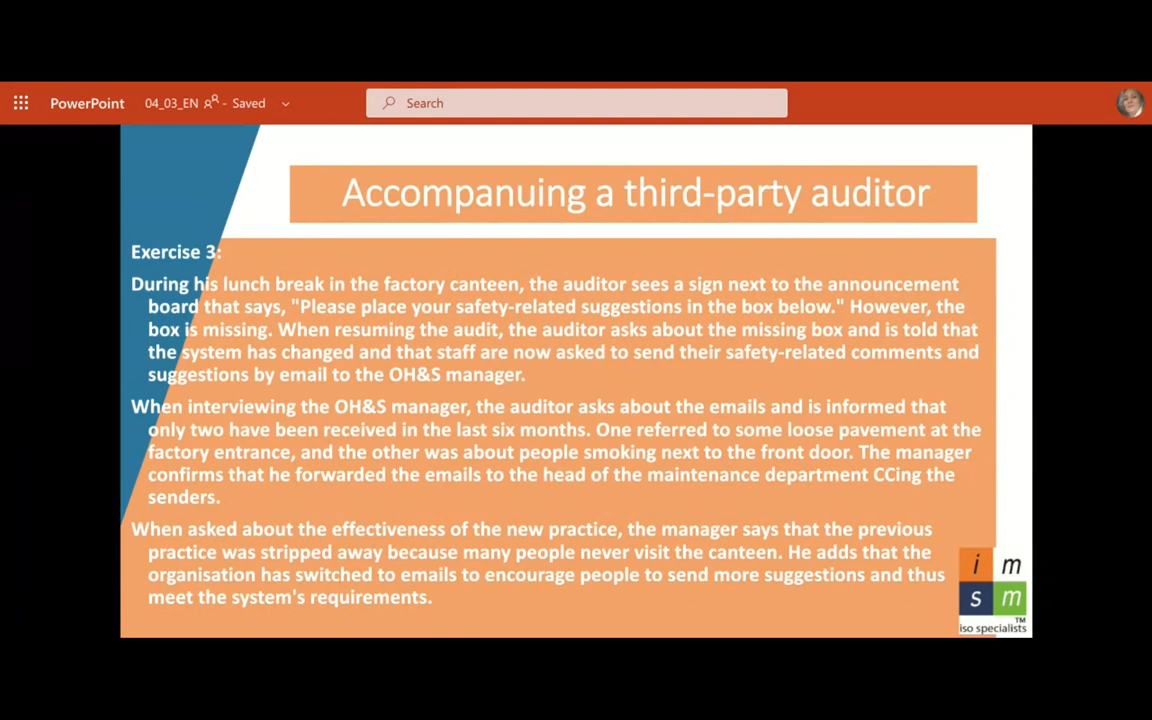 PowerPoint
04_03_EN
- Saved
Search
Accompanuing a third-party auditor
Exercise 3:
During his lunch break in the factory canteen, the auditor sees a sign next to the announcement
board that says, "Please place your safety-related suggestions in the box below." However, the
box is missing. When resuming the audit, the auditor asks about the missing box and is told that
the system has changed and that staff are now asked to send their safety-related comments and
suggestions by email to the OH&S manager.
When interviewing the OH&S manager, the auditor asks about the emails and is informed that
only two have been received in the last six months. One referred to some loose pavement at the
factory entrance, and the other was about people smoking next to the front door. The manager
confirms that he forwarded the emails to the head of the maintenance department CCing the
senders.
When asked about the effectiveness of the new practice, the manager says that the previous
practice was stripped away because many people never visit the canteen. He adds that the
organisation has switched to emails to encourage people to send more suggestions and thus
meet the system's requirements.
i m
s m
TM
iso specialists